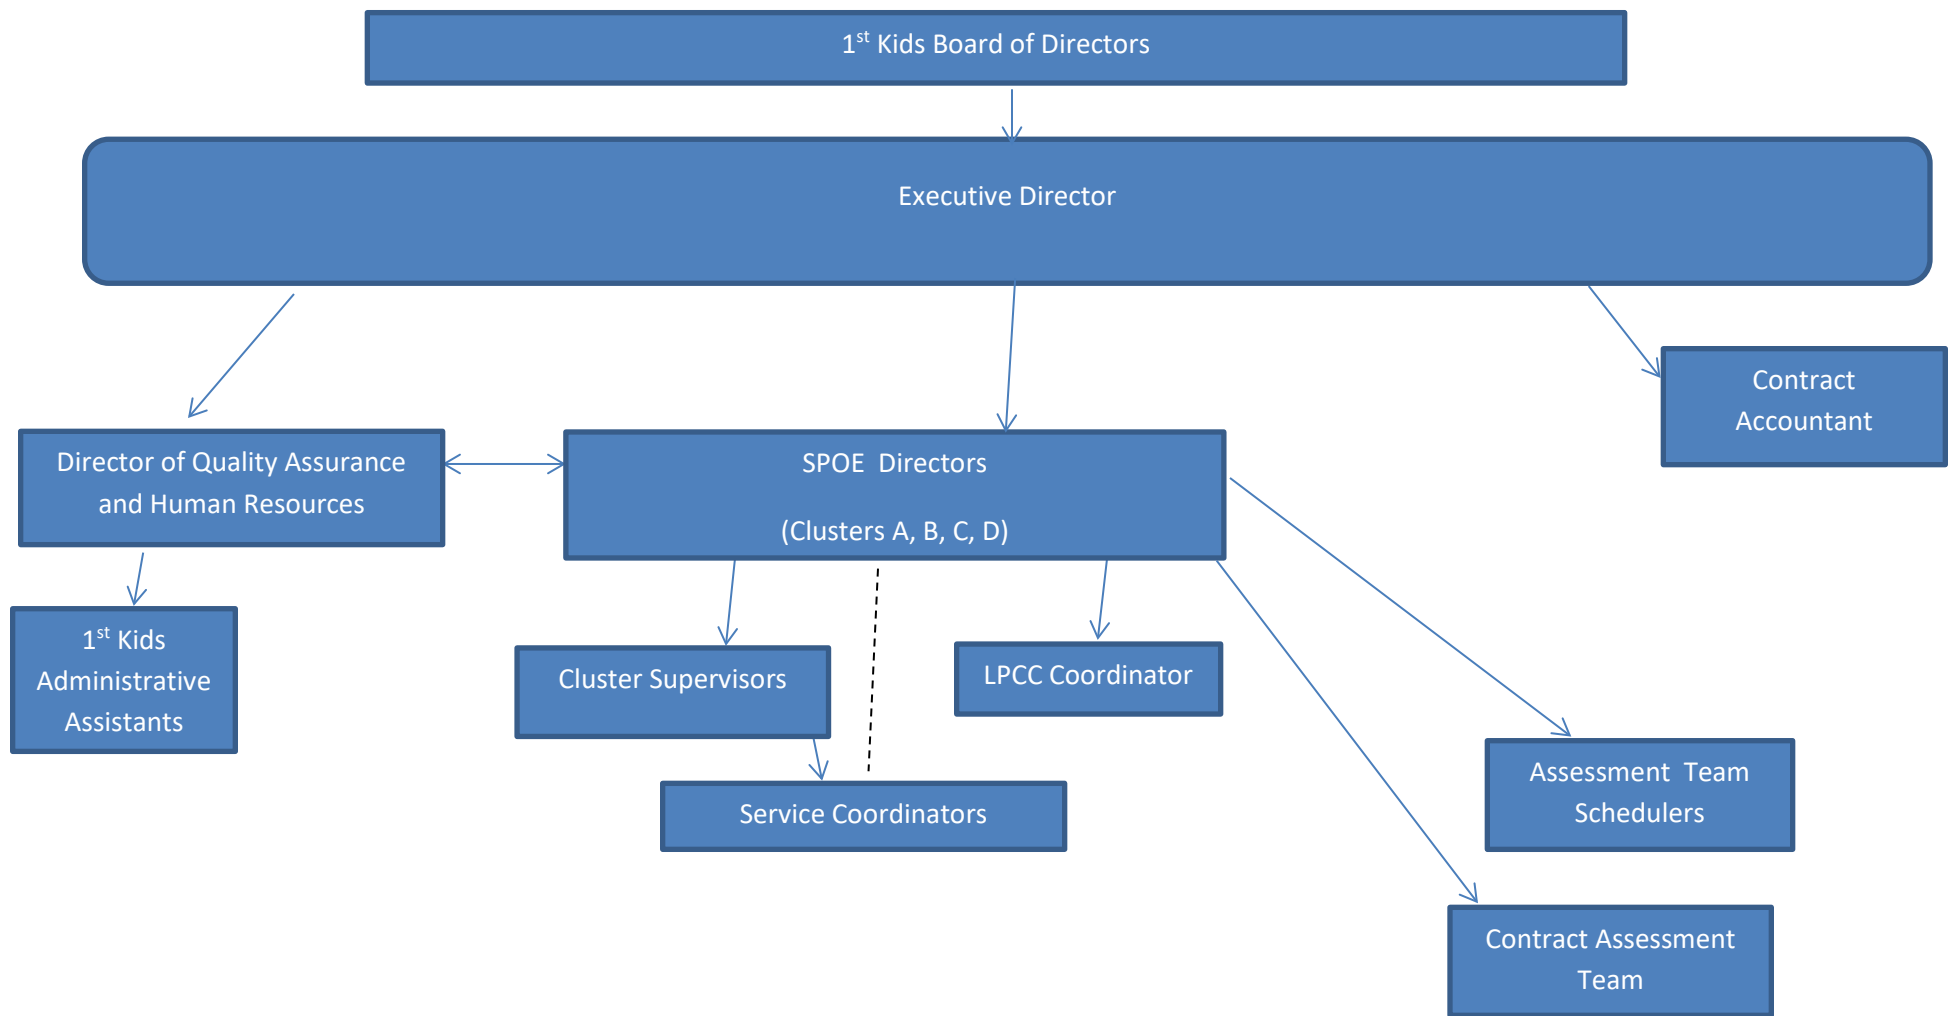 1st Kids Board of Directors
Executive Director
Contract
Accountant
Director of Quality Assurance
and Human Resources
SPOE  Directors
(Clusters A, B, C, D)
1st Kids
Administrative
Assistants
Cluster Supervisors
LPCC Coordinator
Service Coordinators
Assessment  Team
Schedulers
Contract Assessment
Team